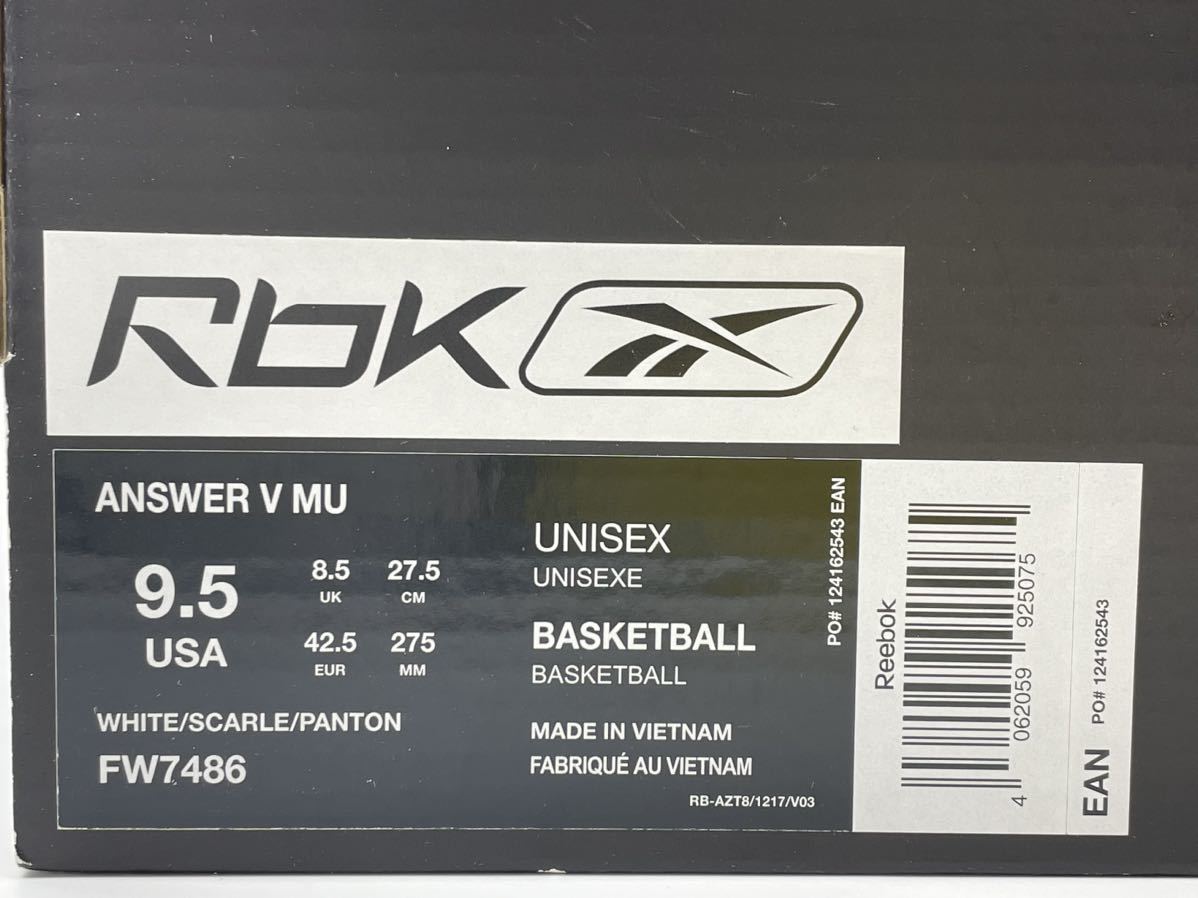 Rbk
ANSWER V MU
9.5
USA
8.5
UK
27.5
CM
42.5
EUR
275
MM
WHITE/SCARLE/PANTON
FW7486
UNISEX
UNISEXE
BASKETBALL
BASKETBALL
MADE IN VIETNAM
FABRIQUÉ AU VIETNAM
RB-AZT8/1217/V03
PO# 124162543 EAN
Reebok
4 062059 925075
EAN PO# 124162543